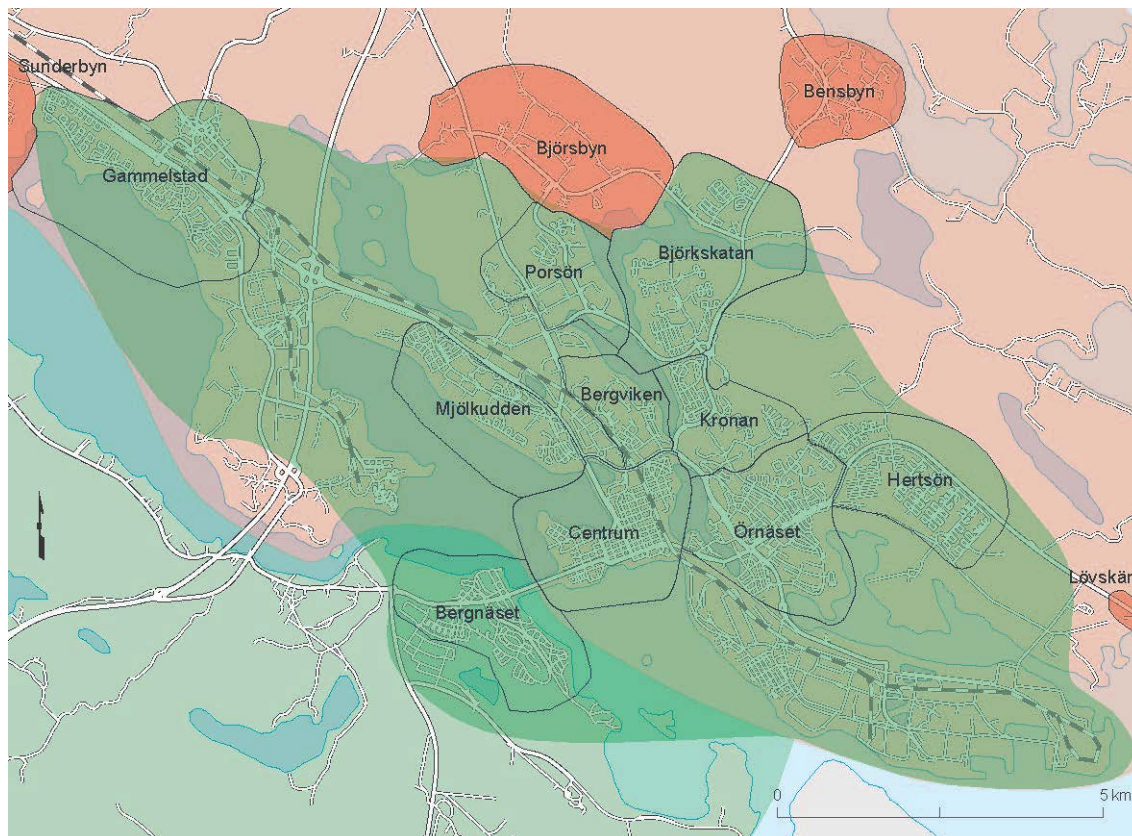 Sunderbyn
Bensbyn
Björsbyn
Gammelstad
Björkskatan
Porsön
Bergviken
Mjölkudden
Kronan
Hertsön
Centrum
Örnäset
Lövskär
Bergnäset
0
5 km